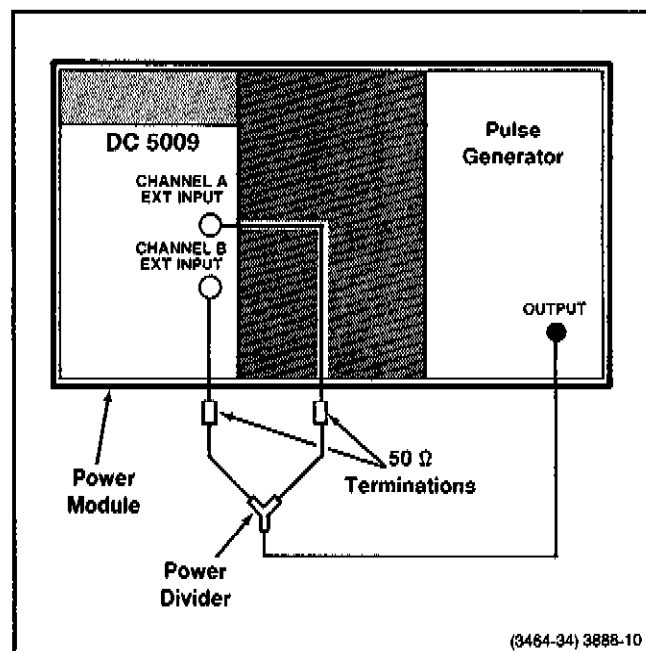 DC 5009
CHANNEL A
EXT INPUT
CHANNEL B
EXT INPUT
Pulse
Generator
OUTPUT
50 Ω
Terminations
Power
Module
Power
Divider
(3464-34) 3888-10